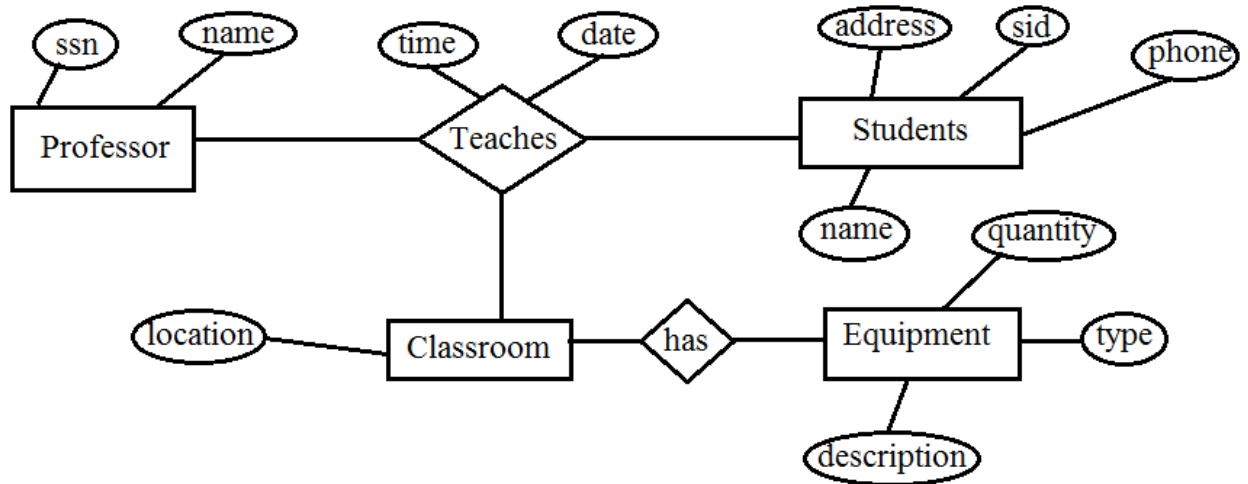 ssn
name
time
date
address
sid
phone
Professor
Teaches
Students
name
quantity
location
Classroom
has
Equipment
type
description